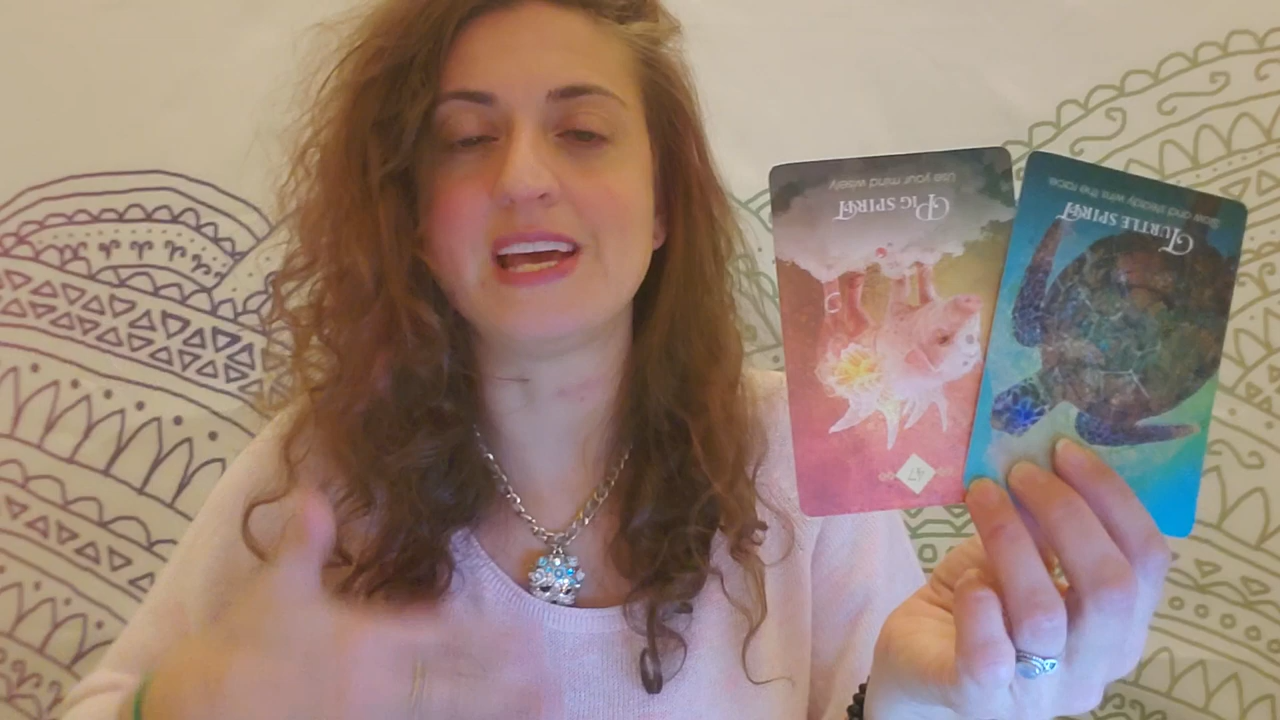 PIG SPIRIT
Use your mind wisely
47
TURTLE SPIRIT
Slow and steady wins the race.